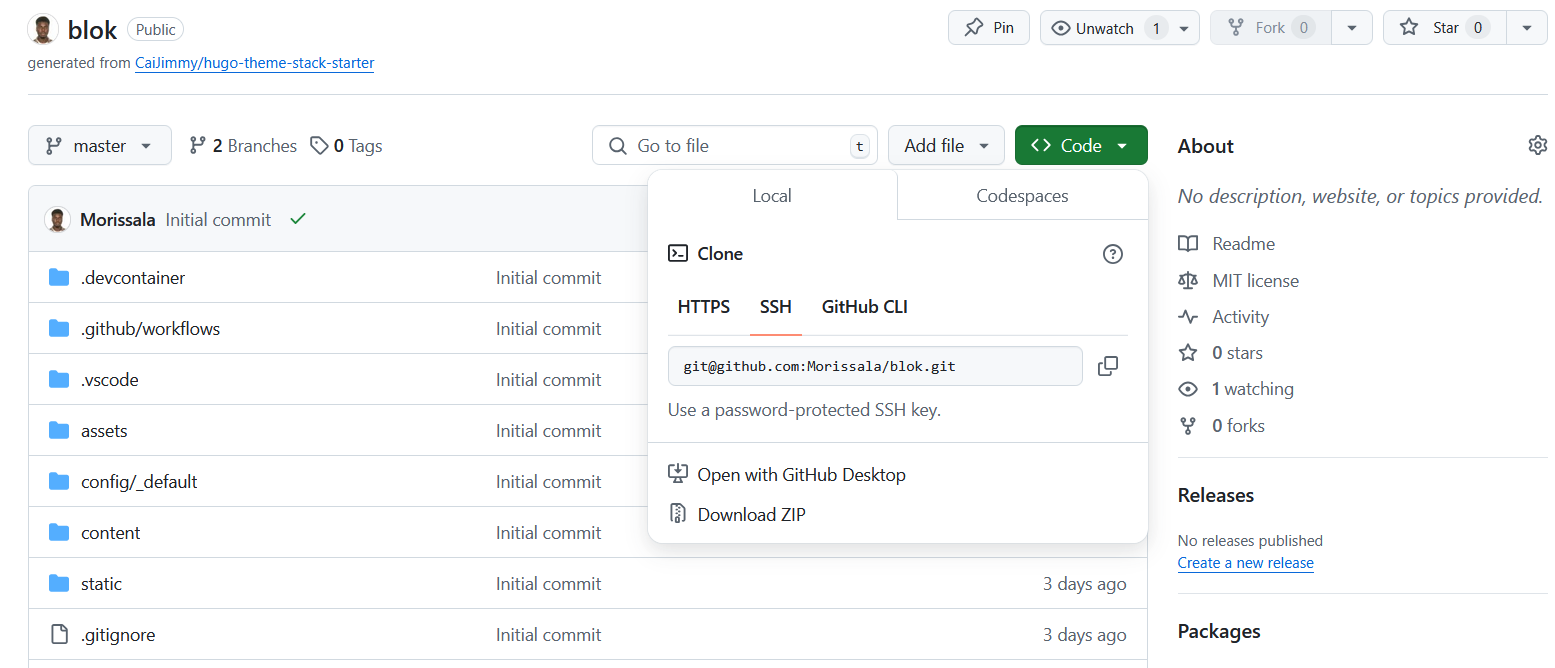 blok Public Pin Unwatch 1 Fork 0 Star 0
generated from CaiJimmy/hugo-theme-stack-starter
master 2 Branches 0 Tags Go to file t Add file Code
Local Codespaces
Clone
HTTPS SSH GitHub CLI
git@github.com:Morissala/blok.git
Use a password-protected SSH key.
Open with GitHub Desktop
Download ZIP
Morissala Initial commit
.devcontainer Initial commit
.github/workflows Initial commit
.vscode Initial commit
assets Initial commit
config/_default Initial commit
content Initial commit
static Initial commit 3 days ago
.gitignore Initial commit 3 days ago
About
No description, website, or topics provided.
Readme
MIT license
Activity
0 stars
1 watching
0 forks
Releases
No releases published
Create a new release
Packages